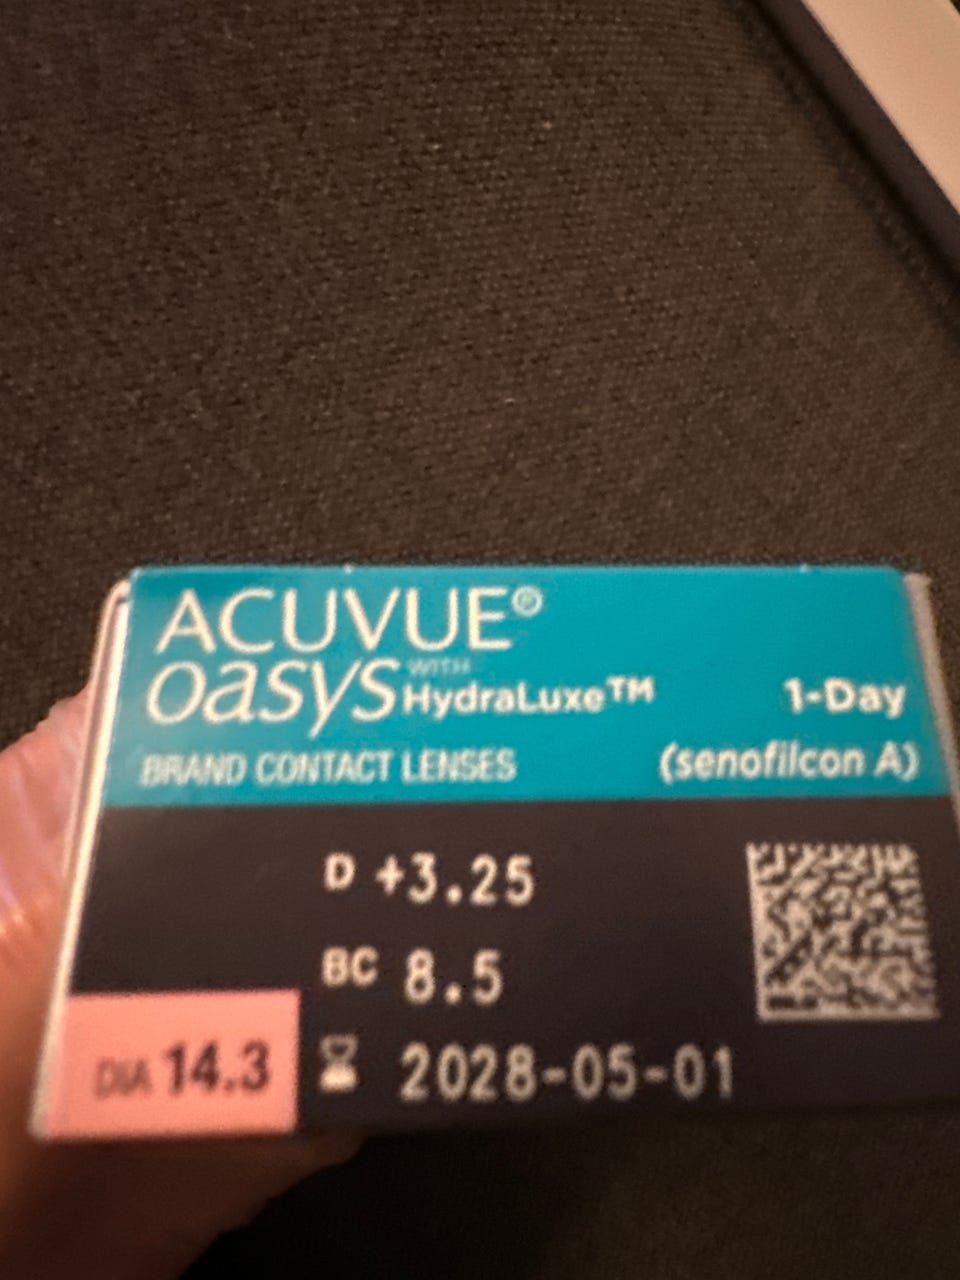 ACUVUE®
oasys WITH HydraLuxe™ 1-Day
BRAND CONTACT LENSES (senofilcon A)
D +3.25
BC 8.5
DIA 14.3 2028-05-01